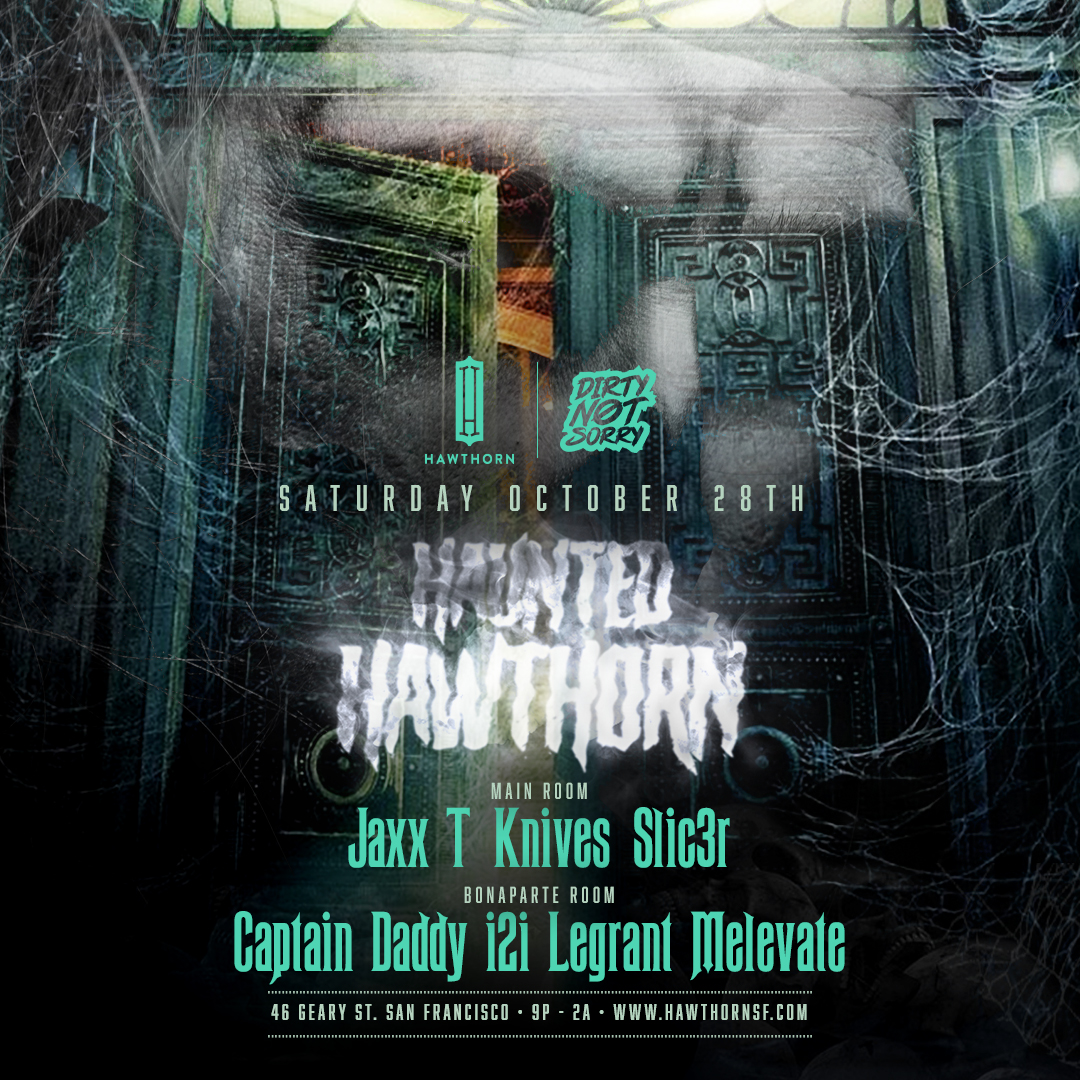 HAWTHORN
DIRTY
NØT
SORRY
SATURDAY OCTOBER 28TH
HAUNTED
HAWTHORN
MAIN ROOM
Jaxx T Knives Slic3r
BONAPARTE ROOM
Captain Daddy i2i Legrant Melevate
46 GEARY ST. SAN FRANCISCO • 9P - 2A • WWW.HAWTHORNSF.COM